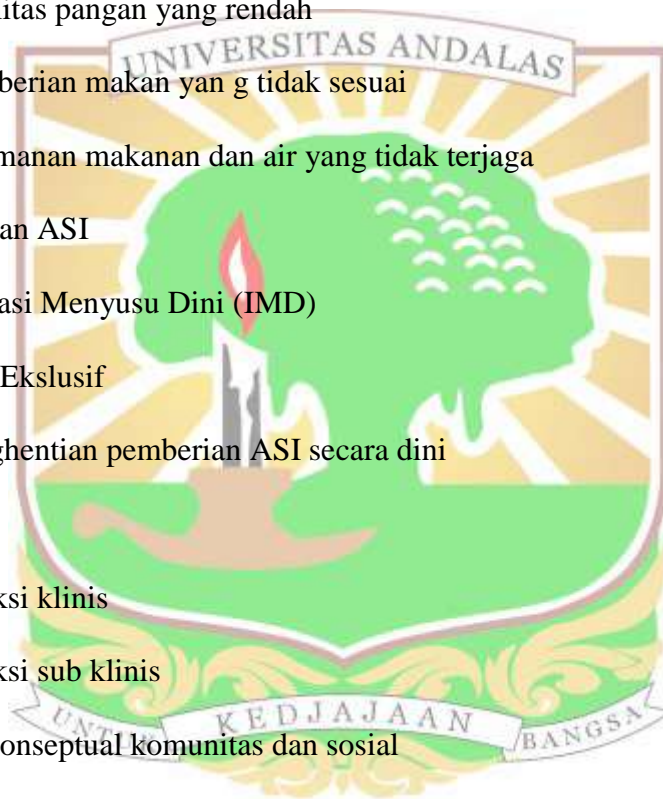 litas pangan yang rendah
UNIVERSITAS ANDALAS
berian makan yan g tidak sesuai
manan makanan dan air yang tidak terjaga
an ASI
asi Menyusu Dini (IMD)
Ekslusif
ghentian pemberian ASI secara dini
ksi klinis
ksi sub klinis
UNTUK KEDJAJAAN BANGSA
onseptual komunitas dan sosial